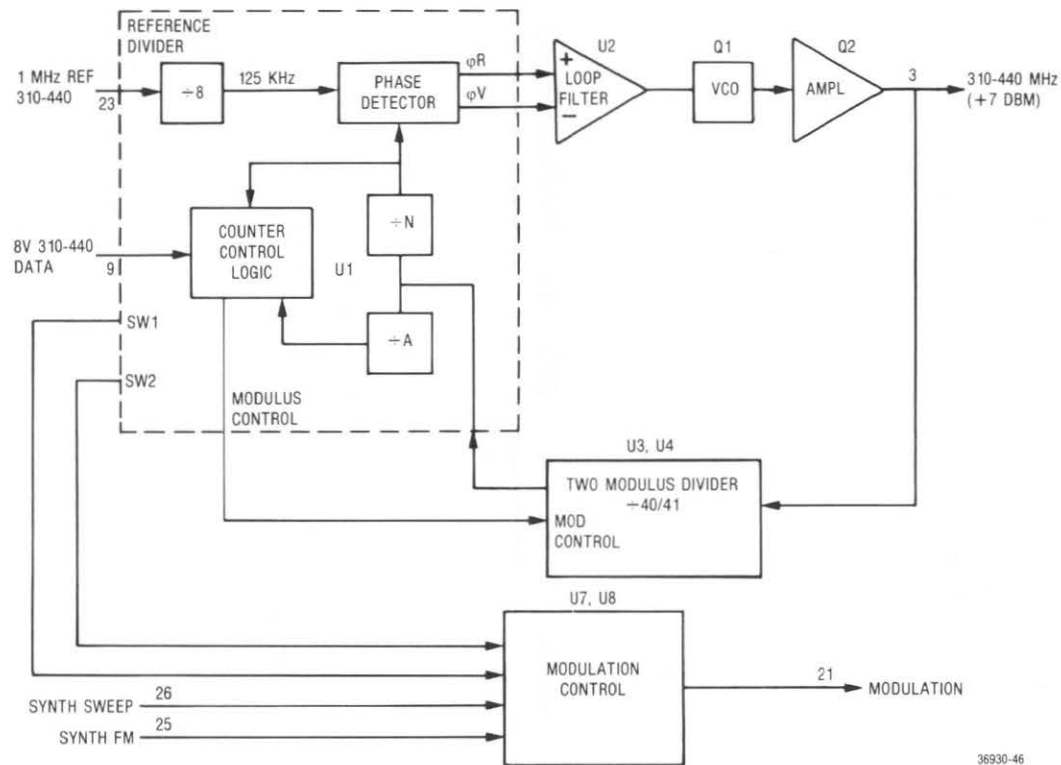 REFERENCE
DIVIDER
1 MHz REF
310-440
23
÷8
125 KHz
PHASE
DETECTOR
φR
φV
U2
+
LOOP
FILTER
−
Q1
VCO
Q2
AMPL
3
310-440 MHz
(+7 DBM)
8V 310-440
DATA
9
COUNTER
CONTROL
LOGIC
U1
÷N
÷A
SW1
SW2
MODULUS
CONTROL
U3, U4
TWO MODULUS DIVIDER
÷40/41
MOD
CONTROL
U7, U8
MODULATION
CONTROL
21
MODULATION
SYNTH SWEEP
26
SYNTH FM
25
36930-46